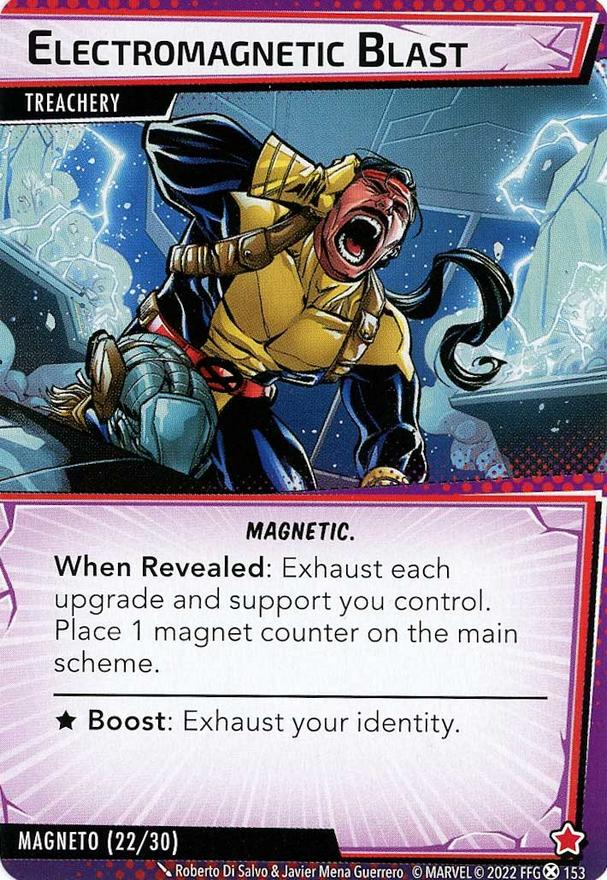 ELECTROMAGNETIC BLAST
TREACHERY
MAGNETIC.
When Revealed: Exhaust each
upgrade and support you control.
Place 1 magnet counter on the main
scheme.
★ Boost: Exhaust your identity.
MAGNETO (22/30)
Roberto Di Salvo & Javier Mena Guerrero © MARVEL © 2022 FFG 153